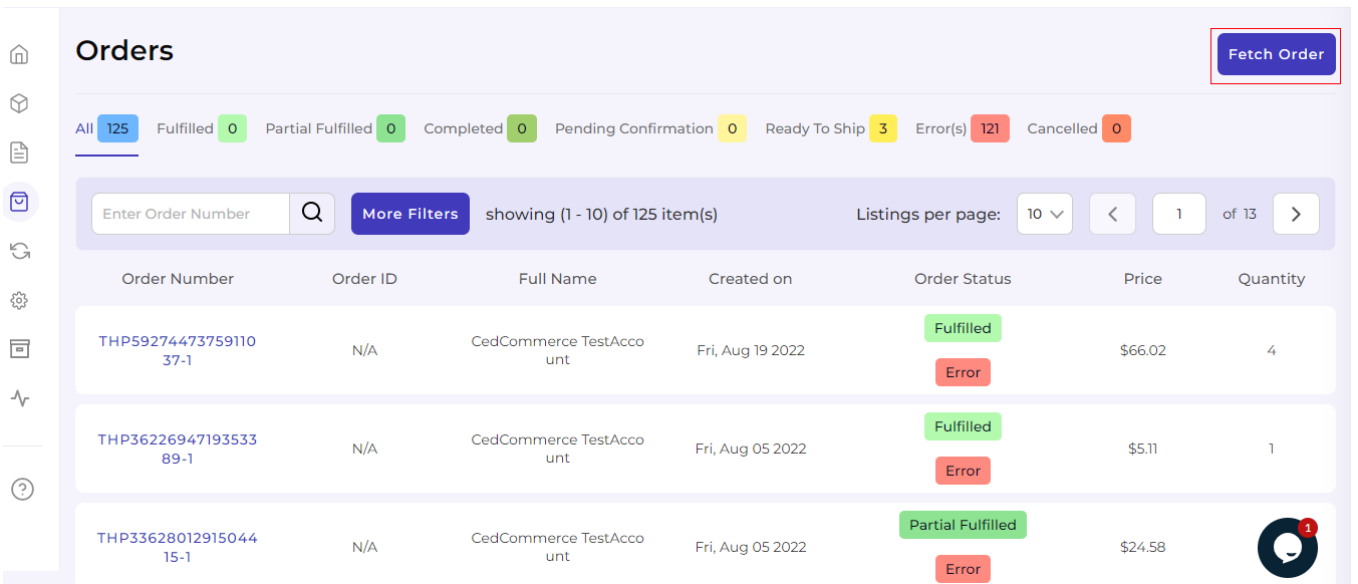 Orders
Fetch Order
All 125 Fulfilled 0 Partial Fulfilled 0 Completed 0 Pending Confirmation 0 Ready To Ship 3 Error(s) 121 Cancelled 0
Enter Order Number More Filters showing (1 - 10) of 125 item(s) Listings per page: 10 1 of 13
Order Number Order ID Full Name Created on Order Status Price Quantity
THP59274473759110
37-1
N/A
CedCommerce TestAcco
unt
Fri, Aug 19 2022
Fulfilled
Error
$66.02
4
THP36226947193533
89-1
N/A
CedCommerce TestAcco
unt
Fri, Aug 05 2022
Fulfilled
Error
$5.11
1
THP33628012915044
15-1
N/A
CedCommerce TestAcco
unt
Fri, Aug 05 2022
Partial Fulfilled
Error
$24.58
1